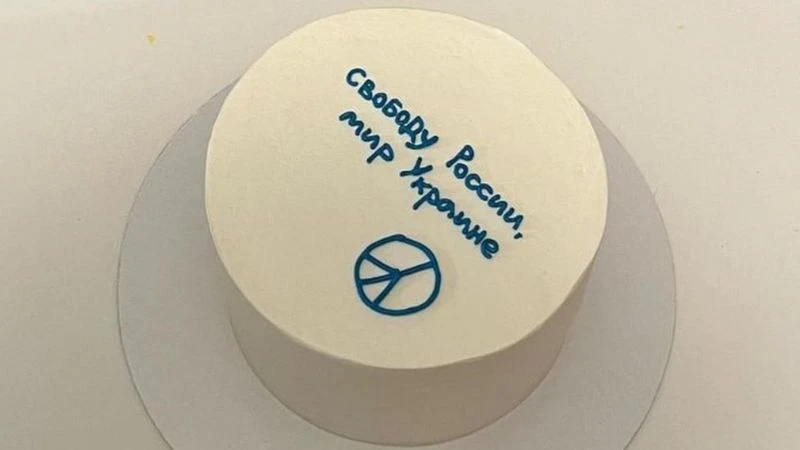 свободу России,
мир Украине